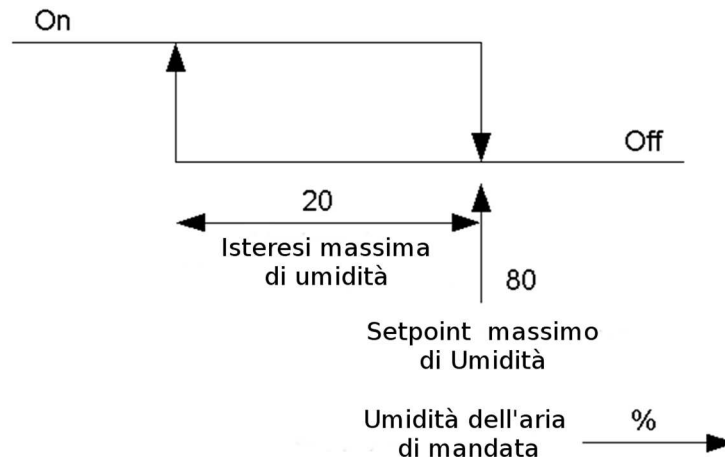 On
Off
20
Isteresi massima
di umidità
80
Setpoint massimo
di Umidità
Umidità dell'aria
di mandata
%